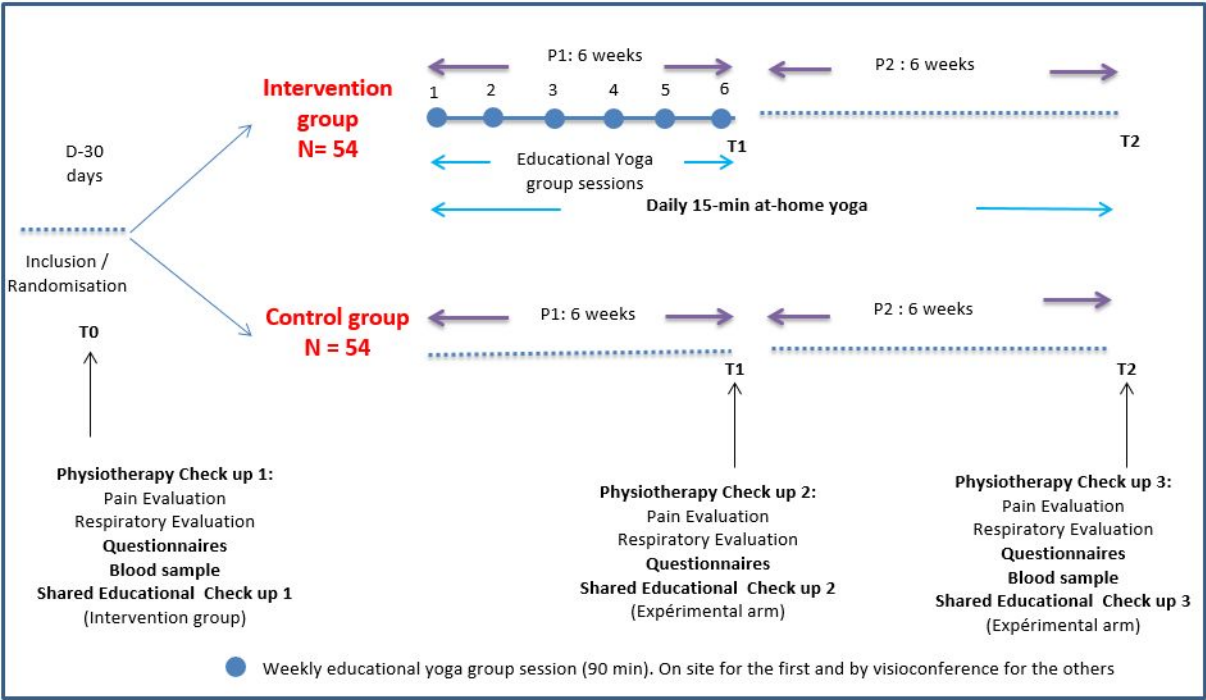 D-30
days
Inclusion /
Randomisation
T0
Intervention
group
N= 54
P1: 6 weeks
1 2 3 4 5 6
T1
Educational Yoga
group sessions
P2 : 6 weeks
T2
Daily 15-min at-home yoga
Control group
N = 54
P1: 6 weeks
T1
P2 : 6 weeks
T2
Physiotherapy Check up 1:
Pain Evaluation
Respiratory Evaluation
Questionnaires
Blood sample
Shared Educational Check up 1
(Intervention group)
Physiotherapy Check up 2:
Pain Evaluation
Respiratory Evaluation
Questionnaires
Shared Educational Check up 2
(Expérimental arm)
Physiotherapy Check up 3:
Pain Evaluation
Respiratory Evaluation
Questionnaires
Blood sample
Shared Educational Check up 3
(Expérimental arm)
Weekly educational yoga group session (90 min). On site for the first and by visioconference for the others